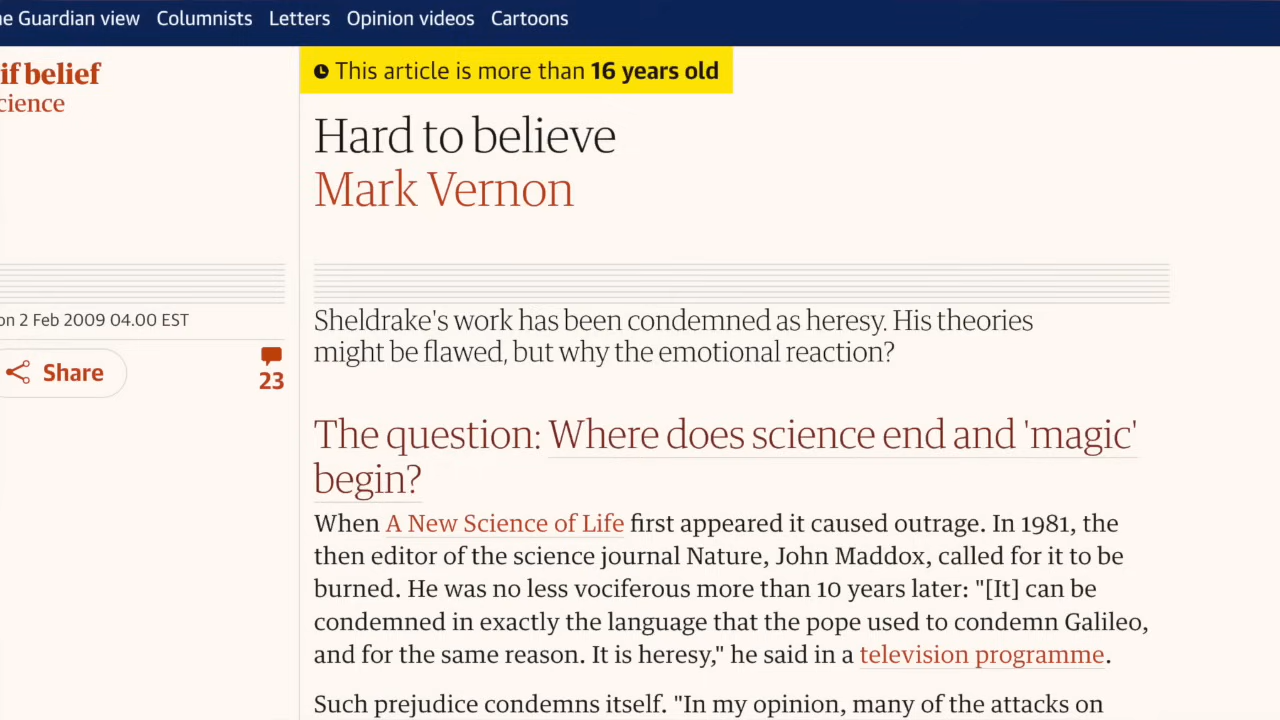 Guardian view Columnists Letters Opinion videos Cartoons
if belief
This article is more than 16 years old
Hard to believe
Mark Vernon
2 Feb 2009 04.00 EST
Share
23
Sheldrake's work has been condemned as heresy. His theories
might be flawed, but why the emotional reaction?
The question: Where does science end and 'magic'
begin?
When A New Science of Life first appeared it caused outrage. In 1981, the
then editor of the science journal Nature, John Maddox, called for it to be
burned. He was no less vociferous more than 10 years later: "[It] can be
condemned in exactly the language that the pope used to condemn Galileo,
and for the same reason. It is heresy," he said in a television programme.
Such prejudice condemns itself. "In my opinion, many of the attacks on